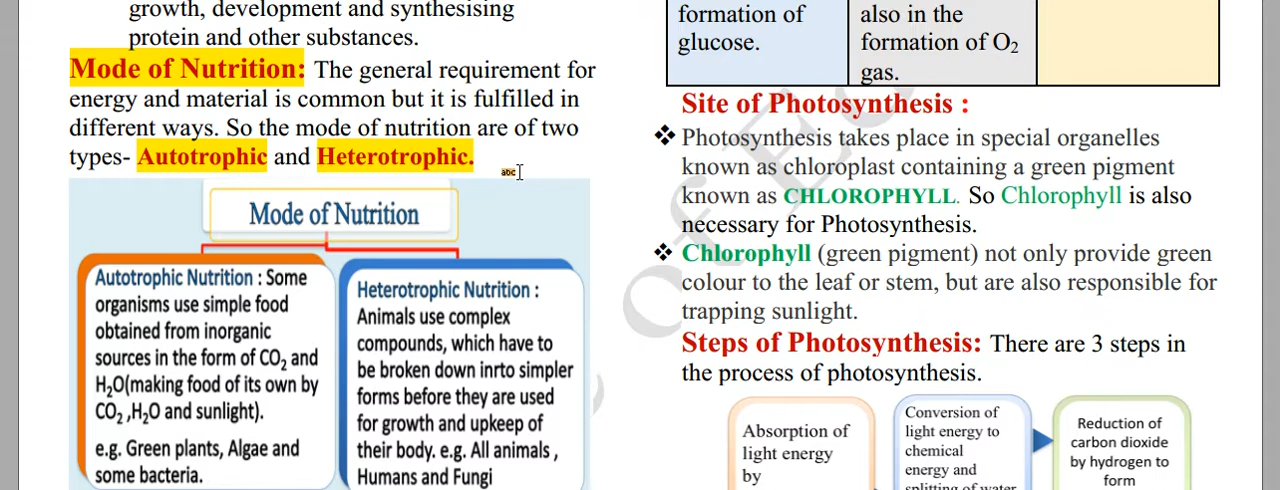 growth, development and synthesising
protein and other substances.
Mode of Nutrition: The general requirement for
energy and material is common but it is fulfilled in
different ways. So the mode of nutrition are of two
types- Autotrophic and Heterotrophic.
abc
Mode of Nutrition
Autotrophic Nutrition : Some
organisms use simple food
obtained from inorganic
sources in the form of CO₂ and
H₂O(making food of its own by
CO₂ ,H₂O and sunlight).
e.g. Green plants, Algae and
some bacteria.
Heterotrophic Nutrition :
Animals use complex
compounds, which have to
be broken down inrto simpler
forms before they are used
for growth and upkeep of
their body. e.g. All animals ,
Humans and Fungi
formation of
glucose.
also in the
formation of O₂
gas.
Site of Photosynthesis :
❖ Photosynthesis takes place in special organelles
known as chloroplast containing a green pigment
known as CHLOROPHYLL. So Chlorophyll is also
necessary for Photosynthesis.
❖ Chlorophyll (green pigment) not only provide green
colour to the leaf or stem, but are also responsible for
trapping sunlight.
Steps of Photosynthesis: There are 3 steps in
the process of photosynthesis.
Absorption of
light energy
by
Conversion of
light energy to
chemical
energy and
splitting of water
Reduction of
carbon dioxide
by hydrogen to
form